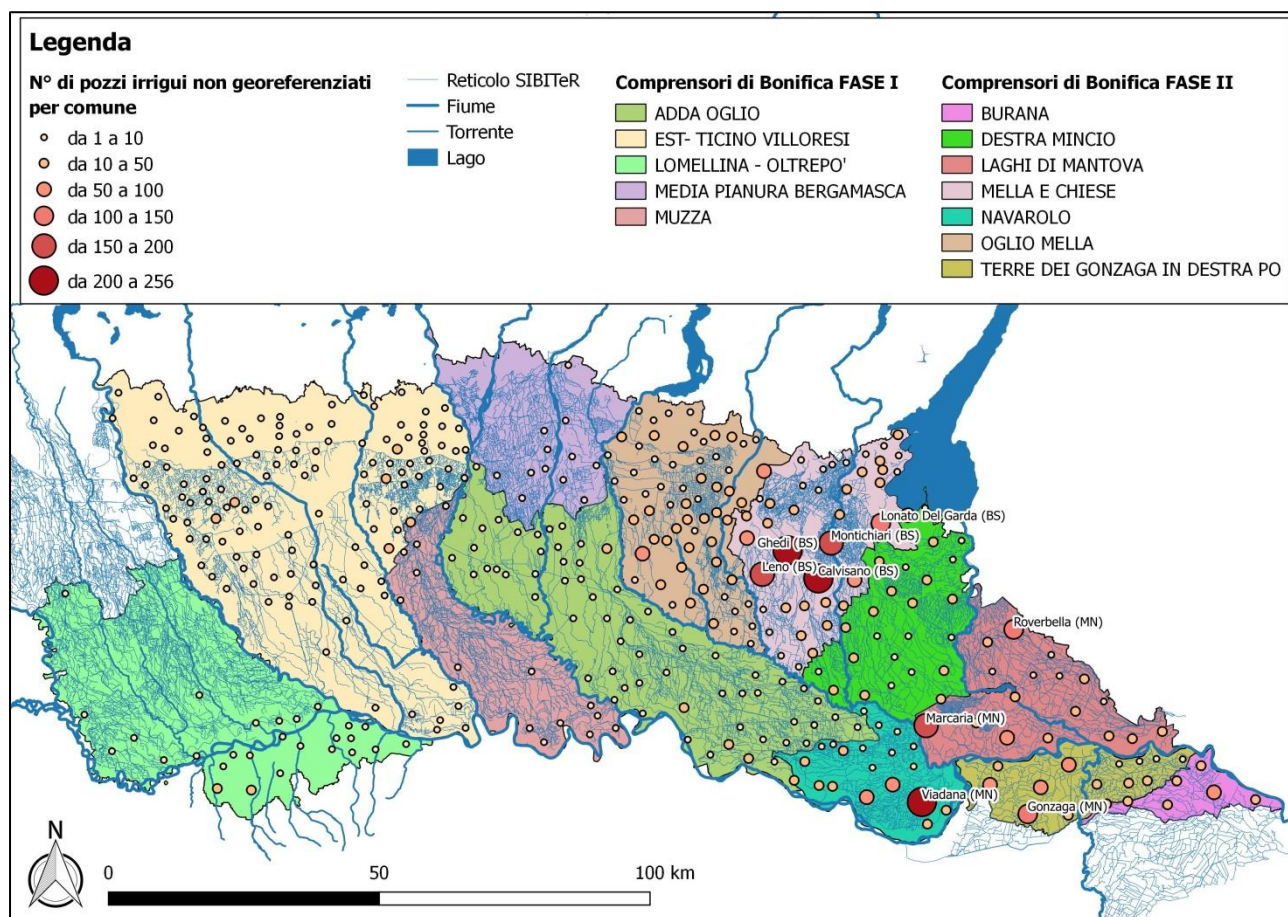 Legenda
N° di pozzi irrigui non georeferenziati
per comune
da 1 a 10
da 10 a 50
da 50 a 100
da 100 a 150
da 150 a 200
da 200 a 256
Reticolo SIBITeR
Fiume
Torrente
Lago
Comprensori di Bonifica FASE I
ADDA OGLIO
EST- TICINO VILLORESI
LOMELLINA - OLTREPO'
MEDIA PIANURA BERGAMASCA
MUZZA
Comprensori di Bonifica FASE II
BURANA
DESTRA MINCIO
LAGHI DI MANTOVA
MELLA E CHIESE
NAVAROLO
OGLIO MELLA
TERRE DEI GONZAGA IN DESTRA PO
Lonato Del Garda (BS)
Montichiari (BS)
Ghedi (BS)
Leno (BS)
Calvisano (BS)
Roverbella (MN)
Marcaria (MN)
Viadana (MN)
Gonzaga (MN)
N
0 50 100 km